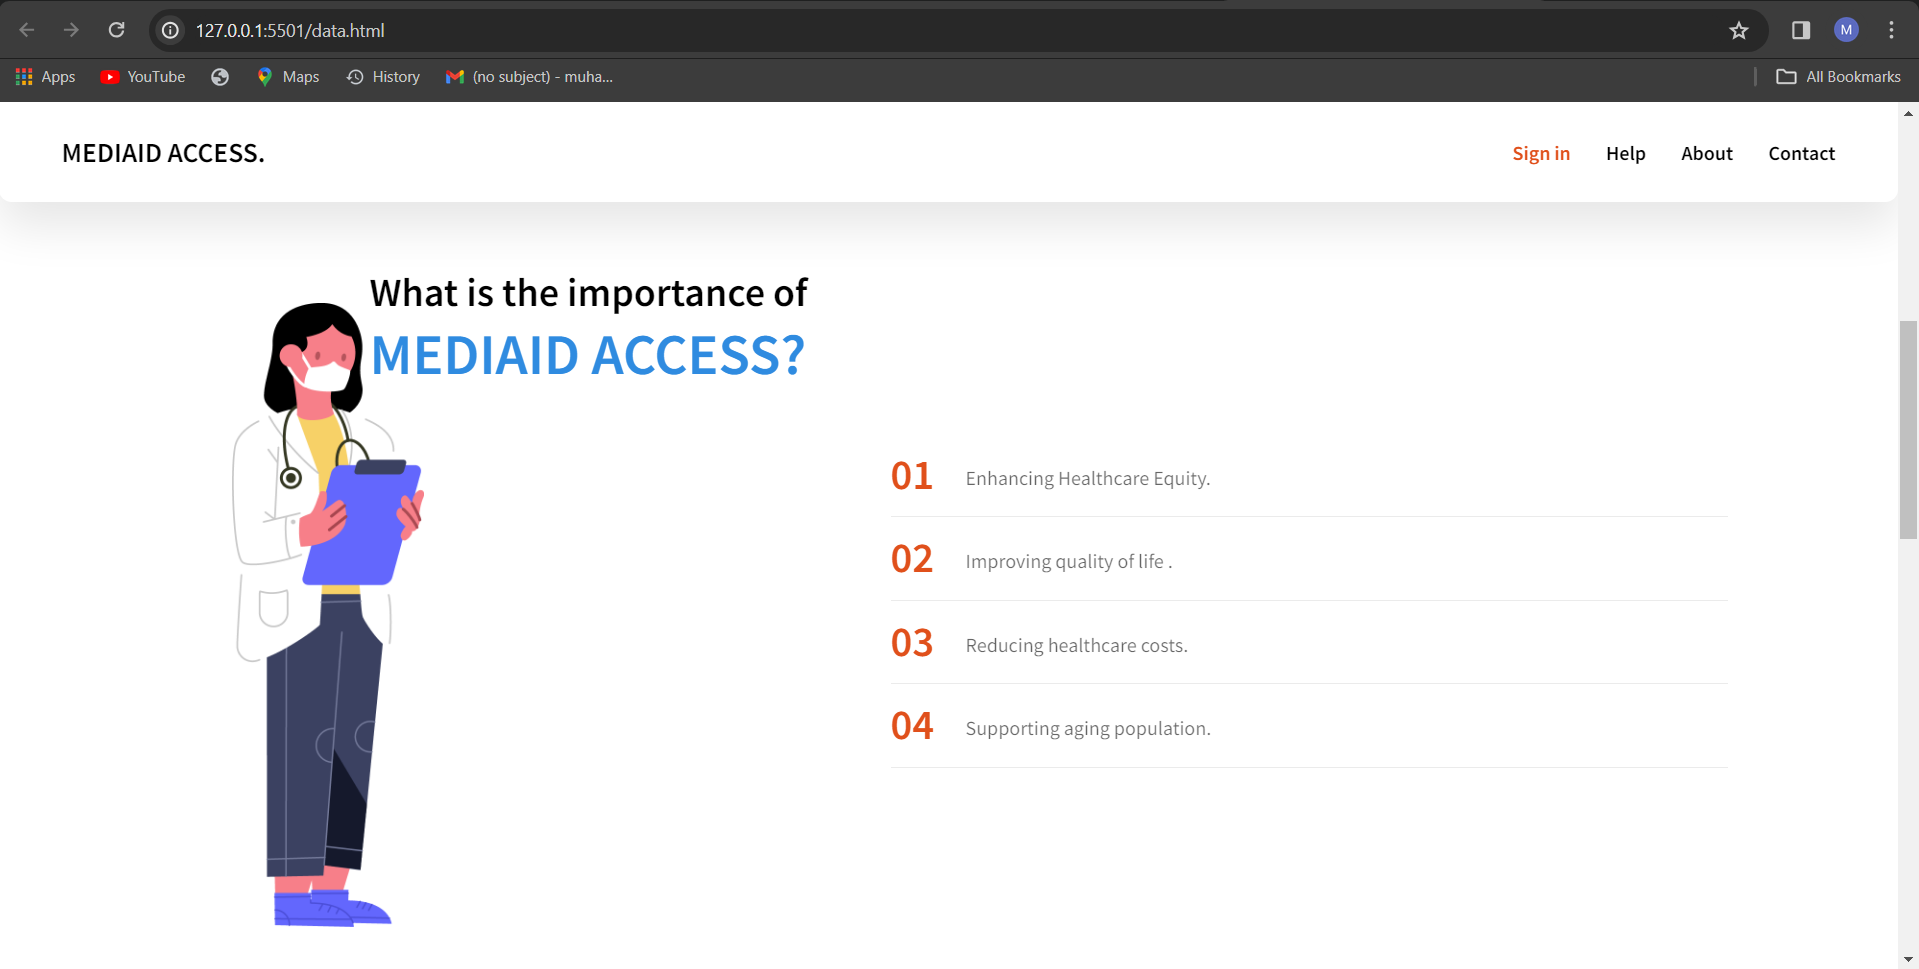 127.0.0.1:5501/data.html
M
Apps YouTube Maps History (no subject) - muha... All Bookmarks
MEDIAID ACCESS. Sign in Help About Contact
What is the importance of
MEDIAID ACCESS?
01 Enhancing Healthcare Equity.
02 Improving quality of life .
03 Reducing healthcare costs.
04 Supporting aging population.